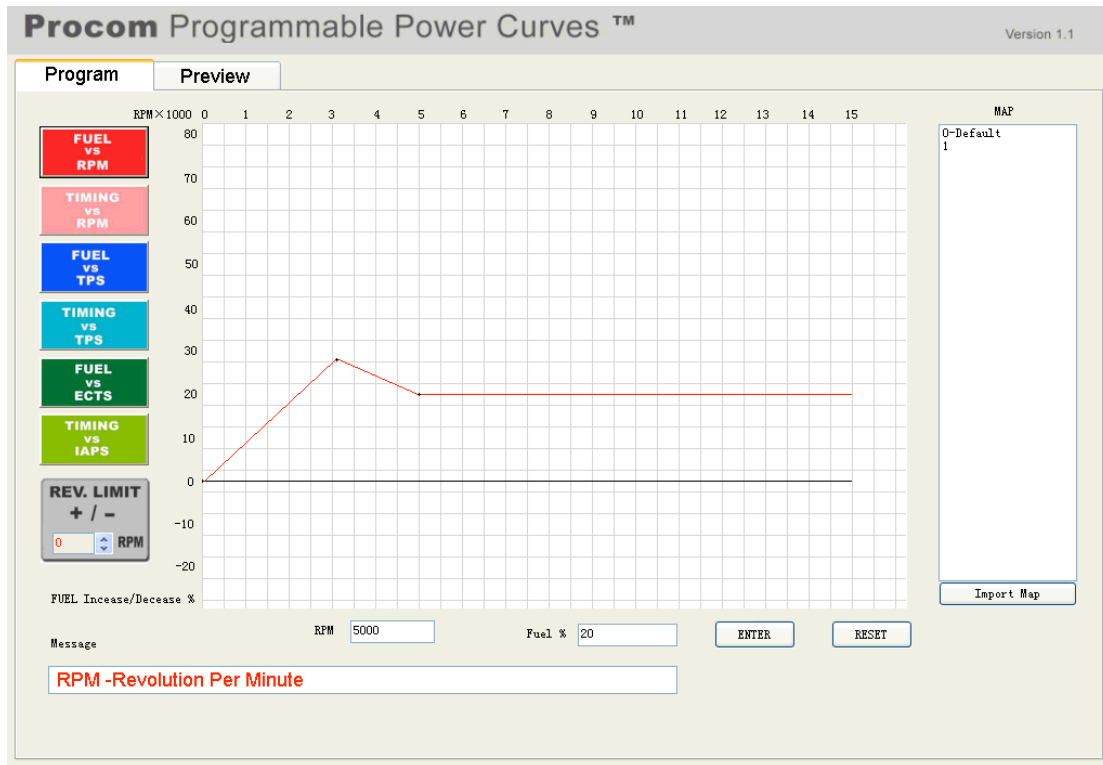 Procom Programmable Power Curves ™
Version 1.1
Program
Preview
RPM×1000 0 1 2 3 4 5 6 7 8 9 10 11 12 13 14 15
MAP
FUEL
vs
RPM
TIMING
vs
RPM
FUEL
vs
TPS
TIMING
vs
TPS
FUEL
vs
ECTS
TIMING
vs
IAPS
REV. LIMIT
+ / -
0 RPM
80
70
60
50
40
30
20
10
0
-10
-20
FUEL Incease/Decease %
0-Default
1
Import Map
RPM 5000
Fuel % 20
ENTER
RESET
Message
RPM -Revolution Per Minute